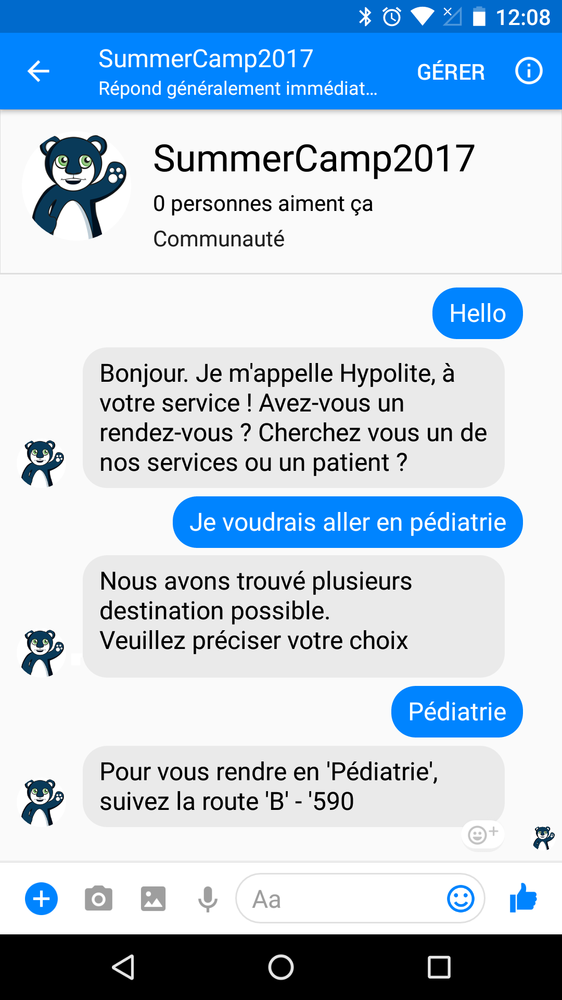 12:08
SummerCamp2017
Répond généralement immédiat...
GÉRER
SummerCamp2017
0 personnes aiment ça
Communauté
Hello
Bonjour. Je m'appelle Hypolite, à
votre service ! Avez-vous un
rendez-vous ? Cherchez vous un de
nos services ou un patient ?
Je voudrais aller en pédiatrie
Nous avons trouvé plusieurs
destination possible.
Veuillez préciser votre choix
Pédiatrie
Pour vous rendre en 'Pédiatrie',
suivez la route 'B' - '590
Aa